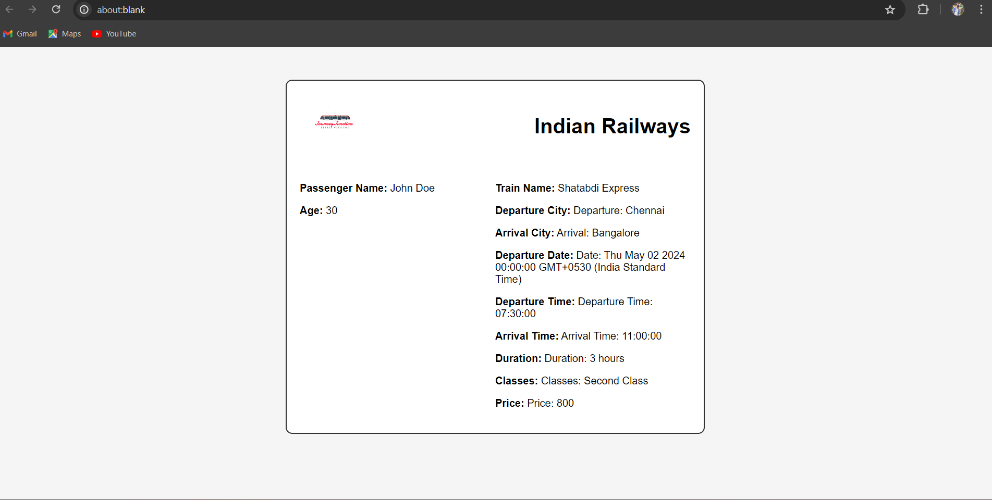 about:blank
Gmail Maps YouTube
Indian Railways
Passenger Name: John Doe
Age: 30
Train Name: Shatabdi Express
Departure City: Departure: Chennai
Arrival City: Arrival: Bangalore
Departure Date: Date: Thu May 02 2024
00:00:00 GMT+0530 (India Standard
Time)
Departure Time: Departure Time:
07:30:00
Arrival Time: Arrival Time: 11:00:00
Duration: Duration: 3 hours
Classes: Classes: Second Class
Price: Price: 800